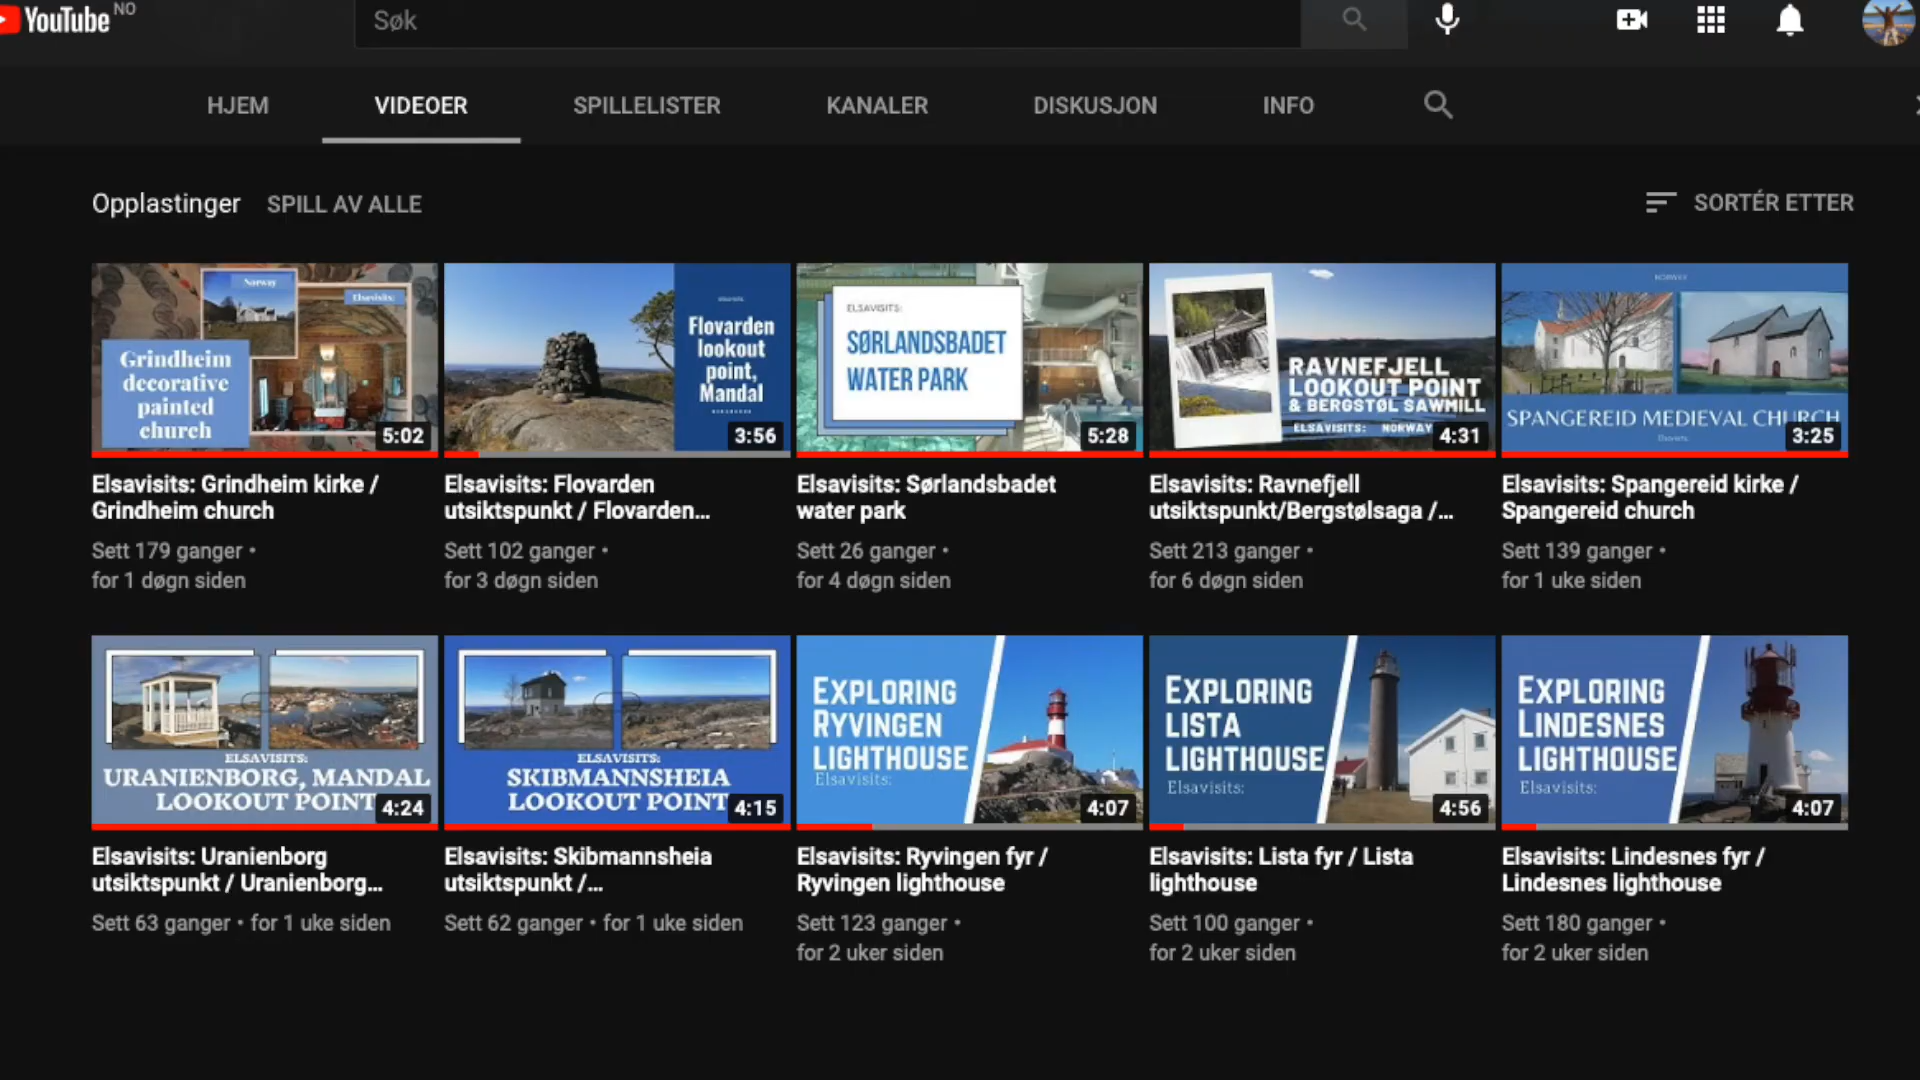 YouTube NO
Søk
HJEM
VIDEOER
SPILLELISTER
KANALER
DISKUSJON
INFO
Opplastinger
SPILL AV ALLE
SORTÉR ETTER
Norway
Elsavisits:
Grindheim
decorative
painted
church
5:02
Flovarden
lookout
point,
Mandal
3:56
ELSAVISITS:
SØRLANDSBADET
WATER PARK
5:28
RAVNEFJELL
LOOKOUT POINT
& BERGSTØL SAWMILL
ELSAVISITS: NORWAY
4:31
NORWAY
SPANGEREID MEDIEVAL CHURCH
Elsavisits:
3:25
Elsavisits: Grindheim kirke /
Grindheim church
Sett 179 ganger •
for 1 døgn siden
Elsavisits: Flovarden
utsiktspunkt / Flovarden...
Sett 102 ganger •
for 3 døgn siden
Elsavisits: Sørlandsbadet
water park
Sett 26 ganger •
for 4 døgn siden
Elsavisits: Ravnefjell
utsiktspunkt/Bergstølsaga /...
Sett 213 ganger •
for 6 døgn siden
Elsavisits: Spangereid kirke /
Spangereid church
Sett 139 ganger •
for 1 uke siden
ELSAVISITS:
URANIENBORG, MANDAL
LOOKOUT POINT
4:24
ELSAVISITS:
SKIBMANNSHEIA
LOOKOUT POINT
4:15
EXPLORING
RYVINGEN
LIGHTHOUSE
Elsavisits:
4:07
EXPLORING
LISTA
LIGHTHOUSE
Elsavisits:
4:56
EXPLORING
LINDESNES
LIGHTHOUSE
Elsavisits:
4:07
Elsavisits: Uranienborg
utsiktspunkt / Uranienborg...
Sett 63 ganger • for 1 uke siden
Elsavisits: Skibmannsheia
utsiktspunkt /...
Sett 62 ganger • for 1 uke siden
Elsavisits: Ryvingen fyr /
Ryvingen lighthouse
Sett 123 ganger •
for 2 uker siden
Elsavisits: Lista fyr / Lista
lighthouse
Sett 100 ganger •
for 2 uker siden
Elsavisits: Lindesnes fyr /
Lindesnes lighthouse
Sett 180 ganger •
for 2 uker siden